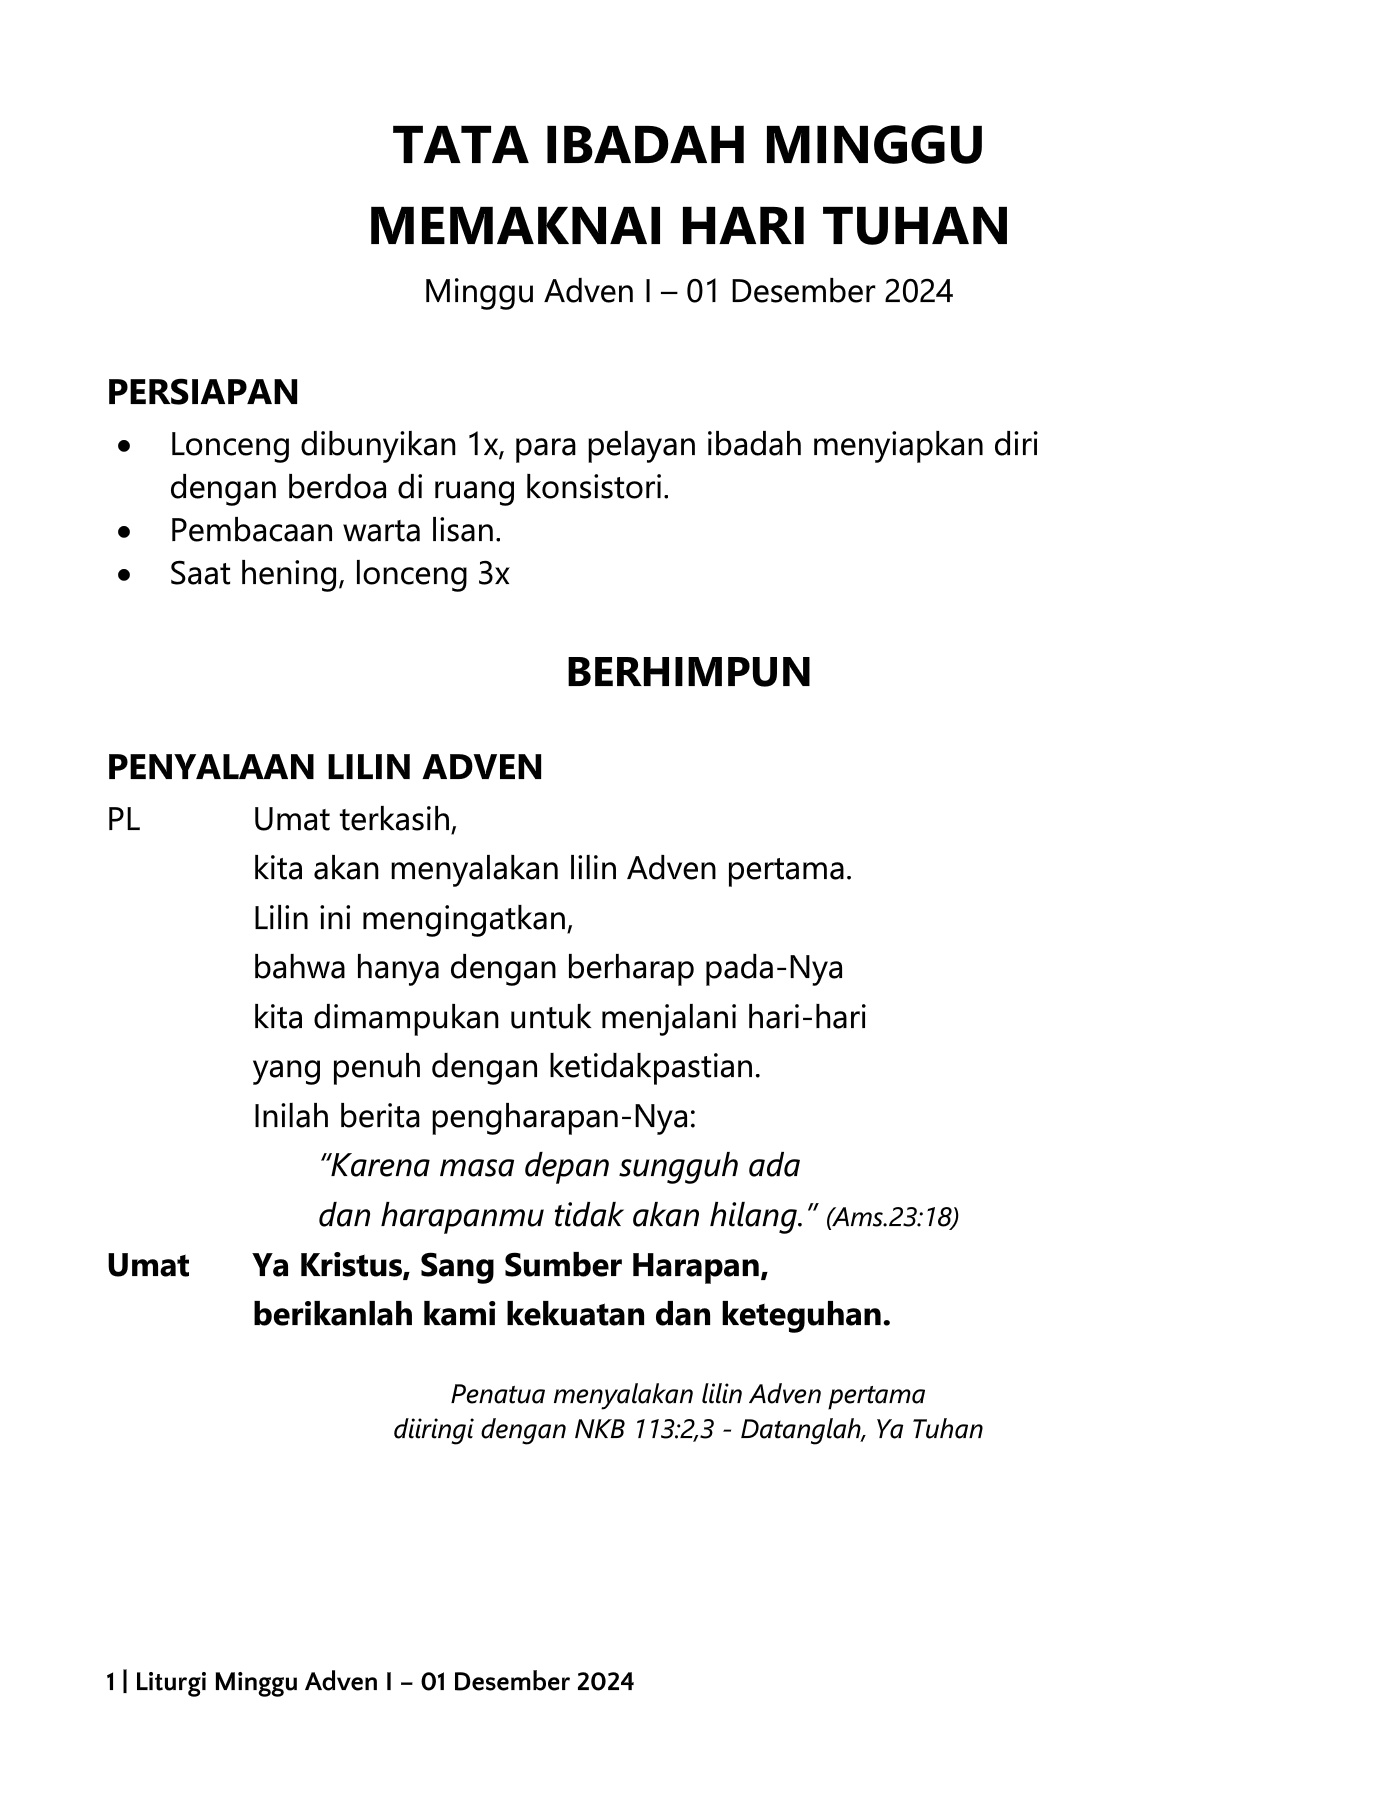 TATA IBADAH MINGGU
MEMAKNAI HARI TUHAN
Minggu Adven I – 01 Desember 2024
PERSIAPAN
• Lonceng dibunyikan 1x, para pelayan ibadah menyiapkan diri
dengan berdoa di ruang konsistori.
• Pembacaan warta lisan.
• Saat hening, lonceng 3x
BERHIMPUN
PENYALAAN LILIN ADVEN
PL Umat terkasih,
kita akan menyalakan lilin Adven pertama.
Lilin ini mengingatkan,
bahwa hanya dengan berharap pada-Nya
kita dimampukan untuk menjalani hari-hari
yang penuh dengan ketidakpastian.
Inilah berita pengharapan-Nya:
“Karena masa depan sungguh ada
dan harapanmu tidak akan hilang.” (Ams.23:18)
Umat Ya Kristus, Sang Sumber Harapan,
berikanlah kami kekuatan dan keteguhan.
Penatua menyalakan lilin Adven pertama
diiringi dengan NKB 113:2,3 - Datanglah, Ya Tuhan
1 | Liturgi Minggu Adven I – 01 Desember 2024